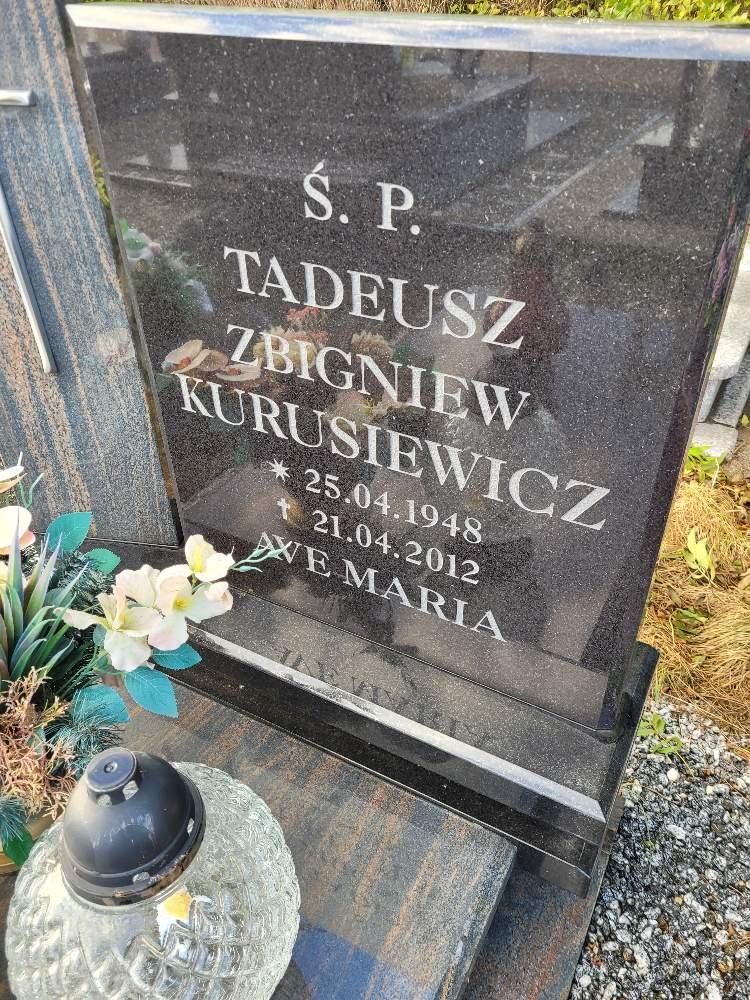 Ś. P.
TADEUSZ
ZBIGNIEW
KURUSIEWICZ
* 25.04.1948
✝ 21.04.2012
AVE MARIA